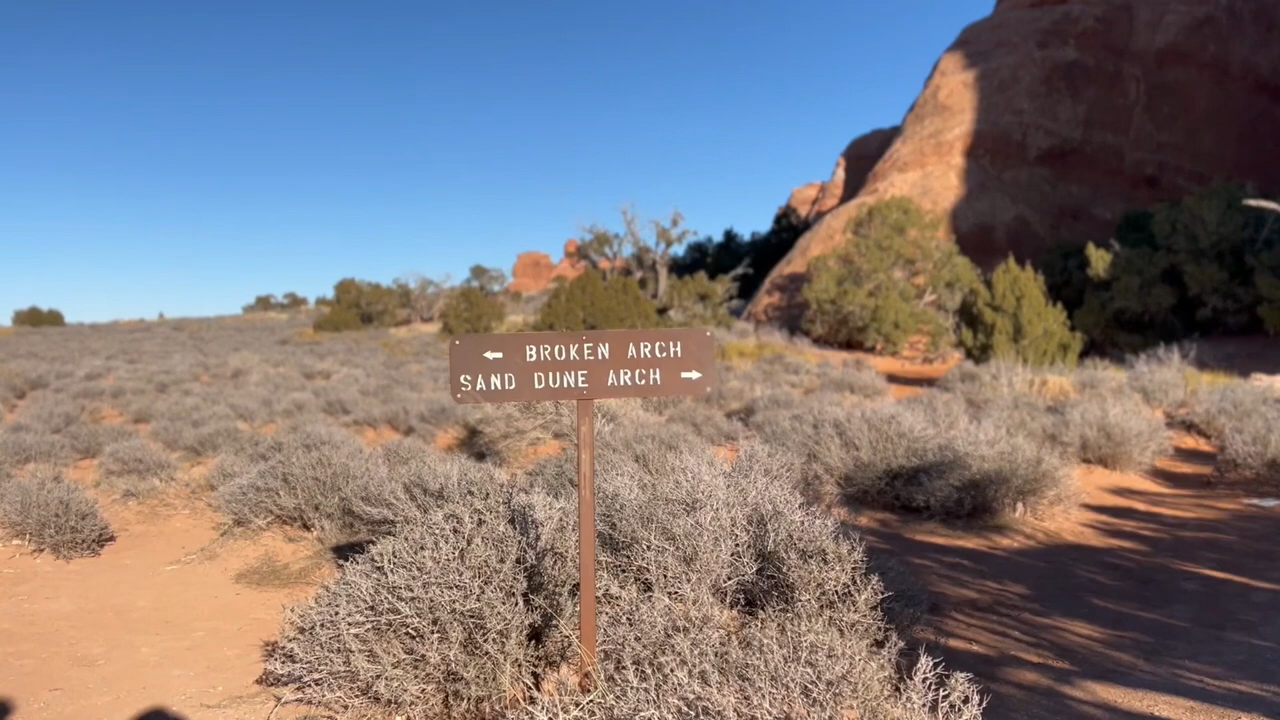 ← BROKEN ARCH
SAND DUNE ARCH →